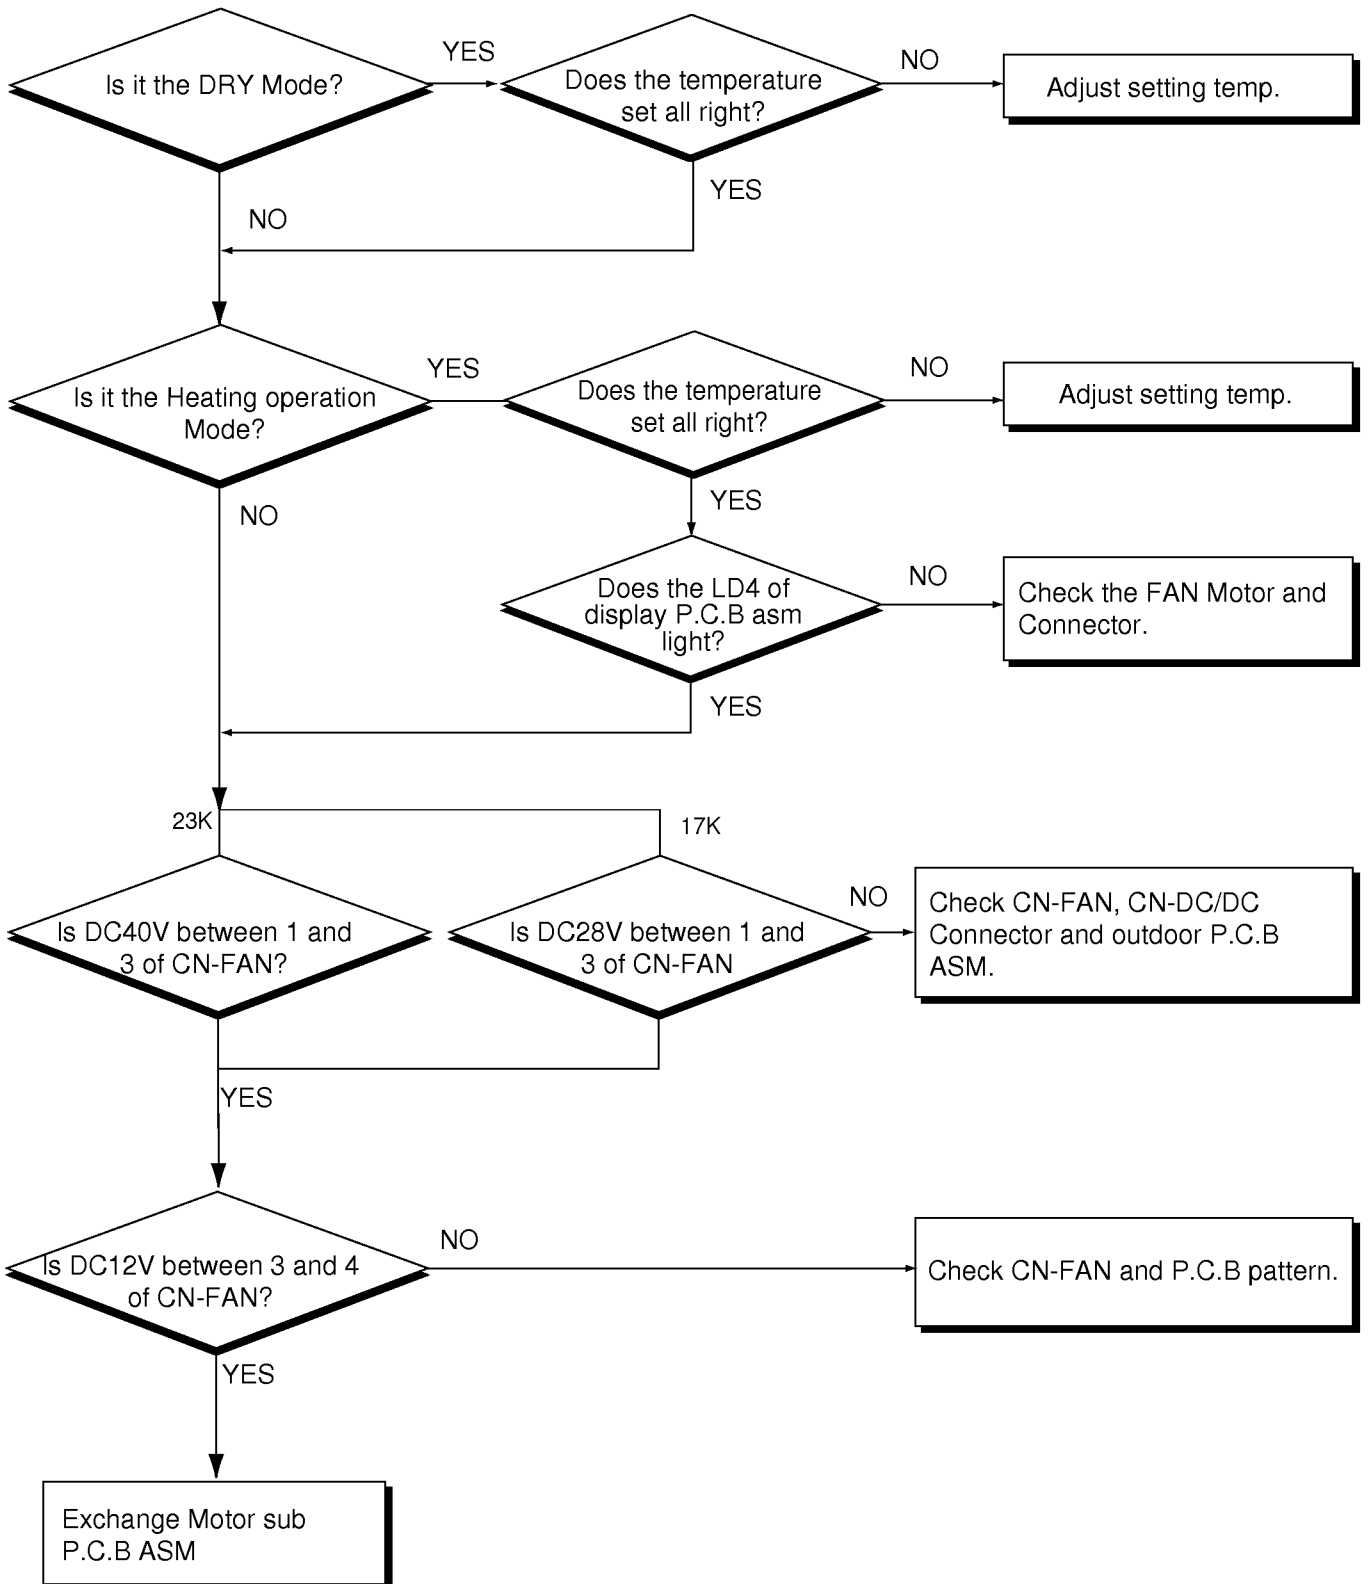 Is it the DRY Mode?
YES
Does the temperature
set all right?
NO
Adjust setting temp.
YES
NO
Is it the Heating operation
Mode?
YES
Does the temperature
set all right?
NO
Adjust setting temp.
YES
NO
Does the LD4 of
display P.C.B asm
light?
NO
Check the FAN Motor and
Connector.
YES
23K
17K
Is DC40V between 1 and
3 of CN-FAN?
Is DC28V between 1 and
3 of CN-FAN
NO
Check CN-FAN, CN-DC/DC
Connector and outdoor P.C.B
ASM.
YES
Is DC12V between 3 and 4
of CN-FAN?
NO
Check CN-FAN and P.C.B pattern.
YES
Exchange Motor sub
P.C.B ASM